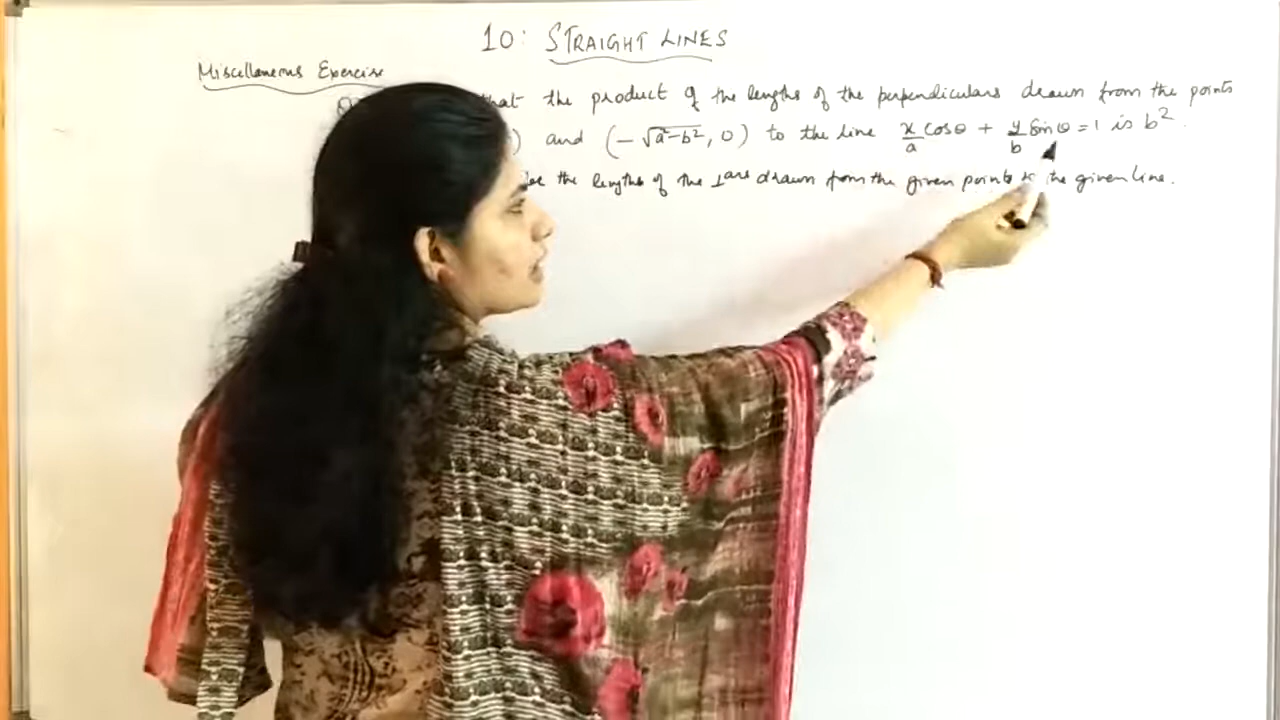 10: STRAIGHT LINES
Miscellaneous Exercise
that the product of the lengths of the perpendiculars drawn from the points
) and (-√a²-b², 0) to the line x/a cosθ + y/b sinθ = 1 is b².
the lengths of the ⊥ars drawn from the given points to the given line.